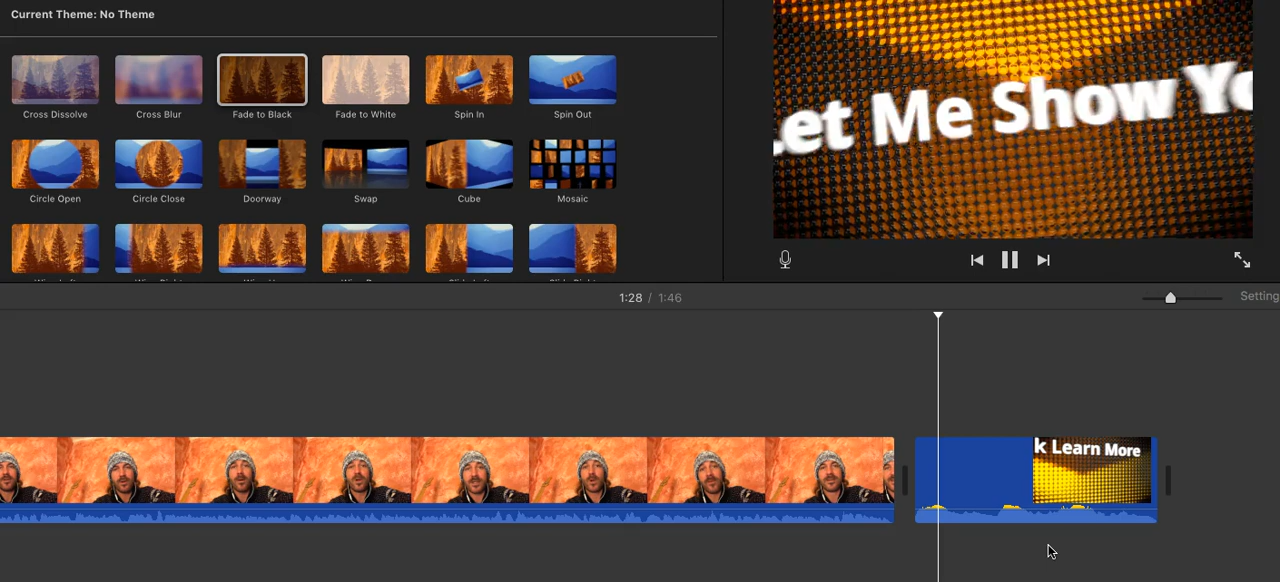 Current Theme: No Theme
Cross Dissolve
Cross Blur
Fade to Black
Fade to White
Spin In
Spin Out
et Me Show Yo
Circle Open
Circle Close
Doorway
Swap
Cube
Mosaic
1:28 / 1:46
Setting
k Learn More